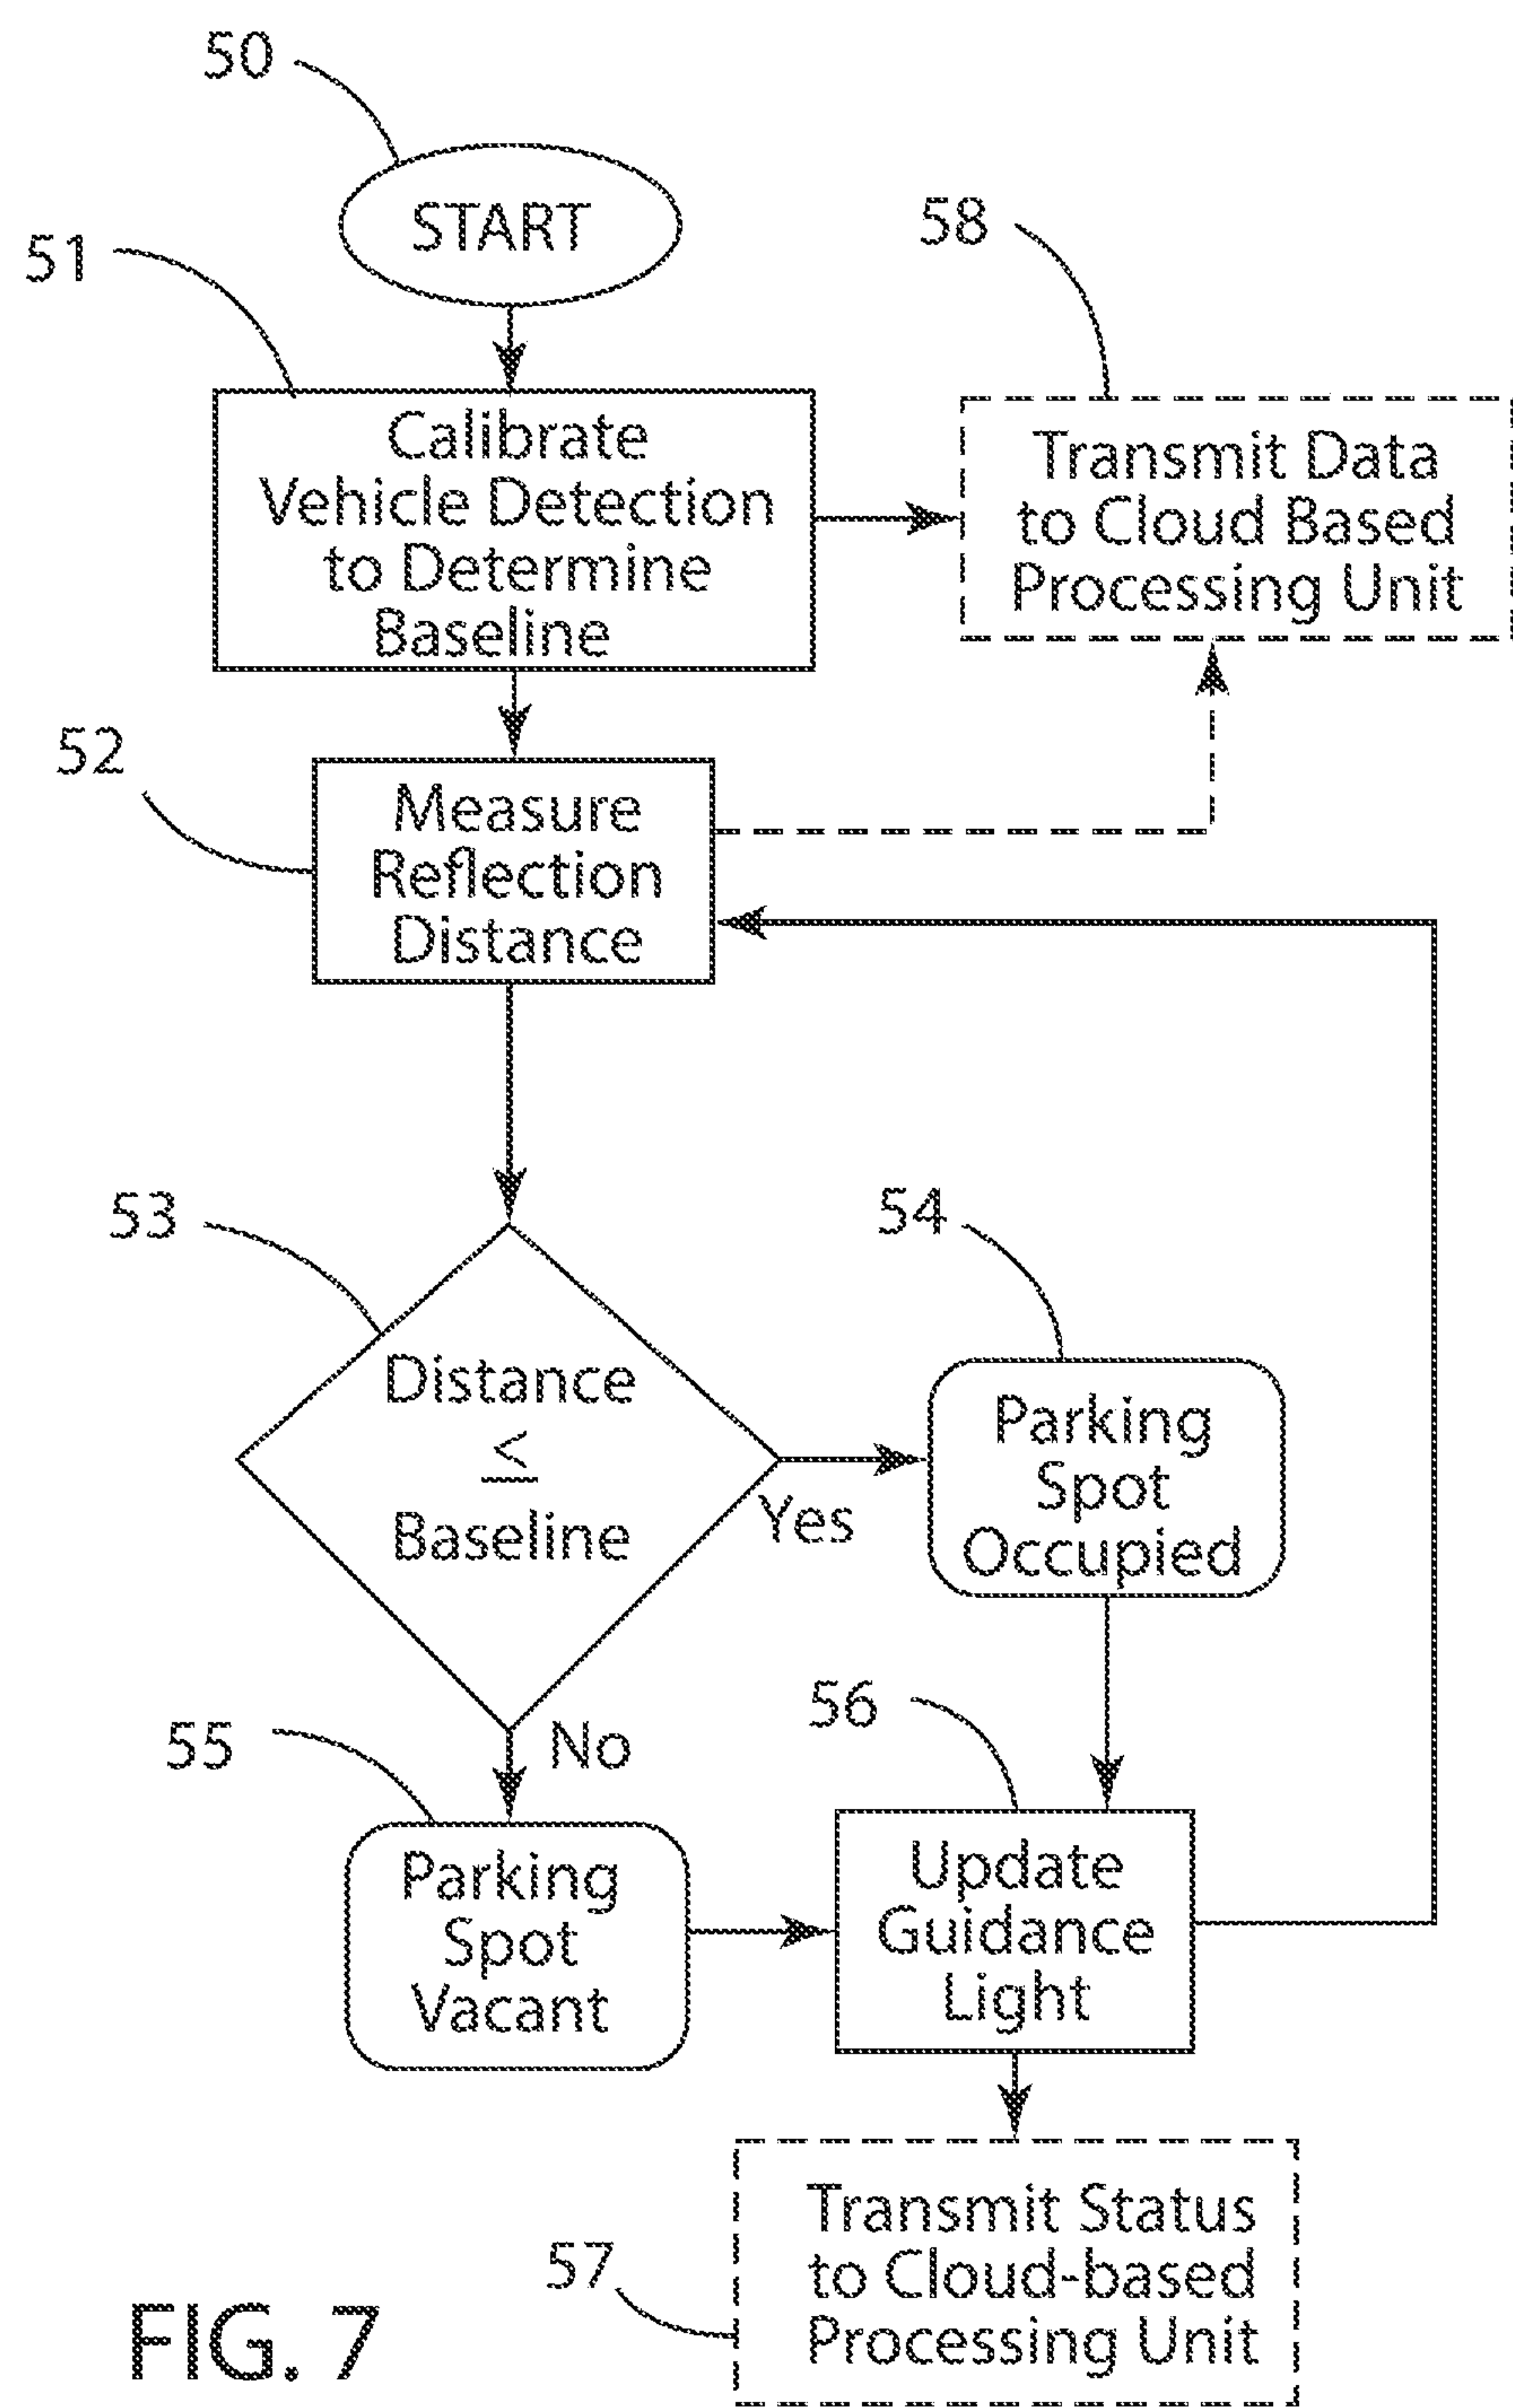 50
START
51
58
Calibrate
Vehicle Detection
to Determine
Baseline
Transmit Data
to Cloud Based
Processing Unit
52
Measure
Reflection
Distance
53
54
Distance
≤
Baseline
Yes
Parking
Spot
Occupied
No
55
56
Parking
Spot
Vacant
Update
Guidance
Light
57
Transmit Status
to Cloud-based
Processing Unit
FIG. 7